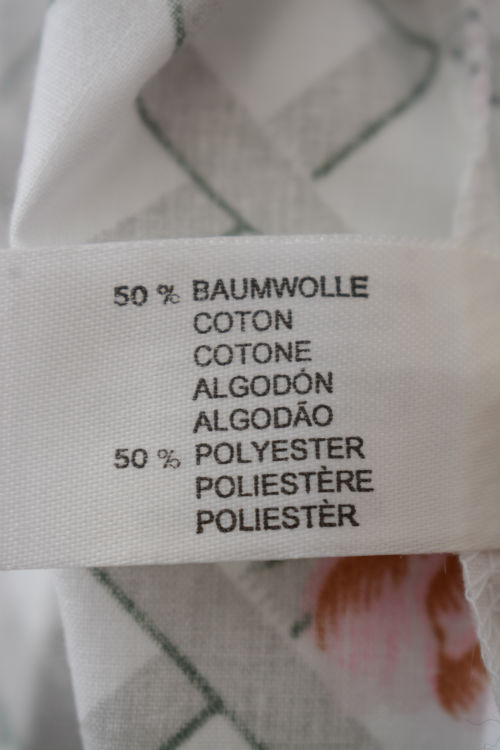 50 % BAUMWOLLE
COTON
COTONE
ALGODÓN
ALGODÃO
50 % POLYESTER
POLIESTÈRE
POLIESTÈR